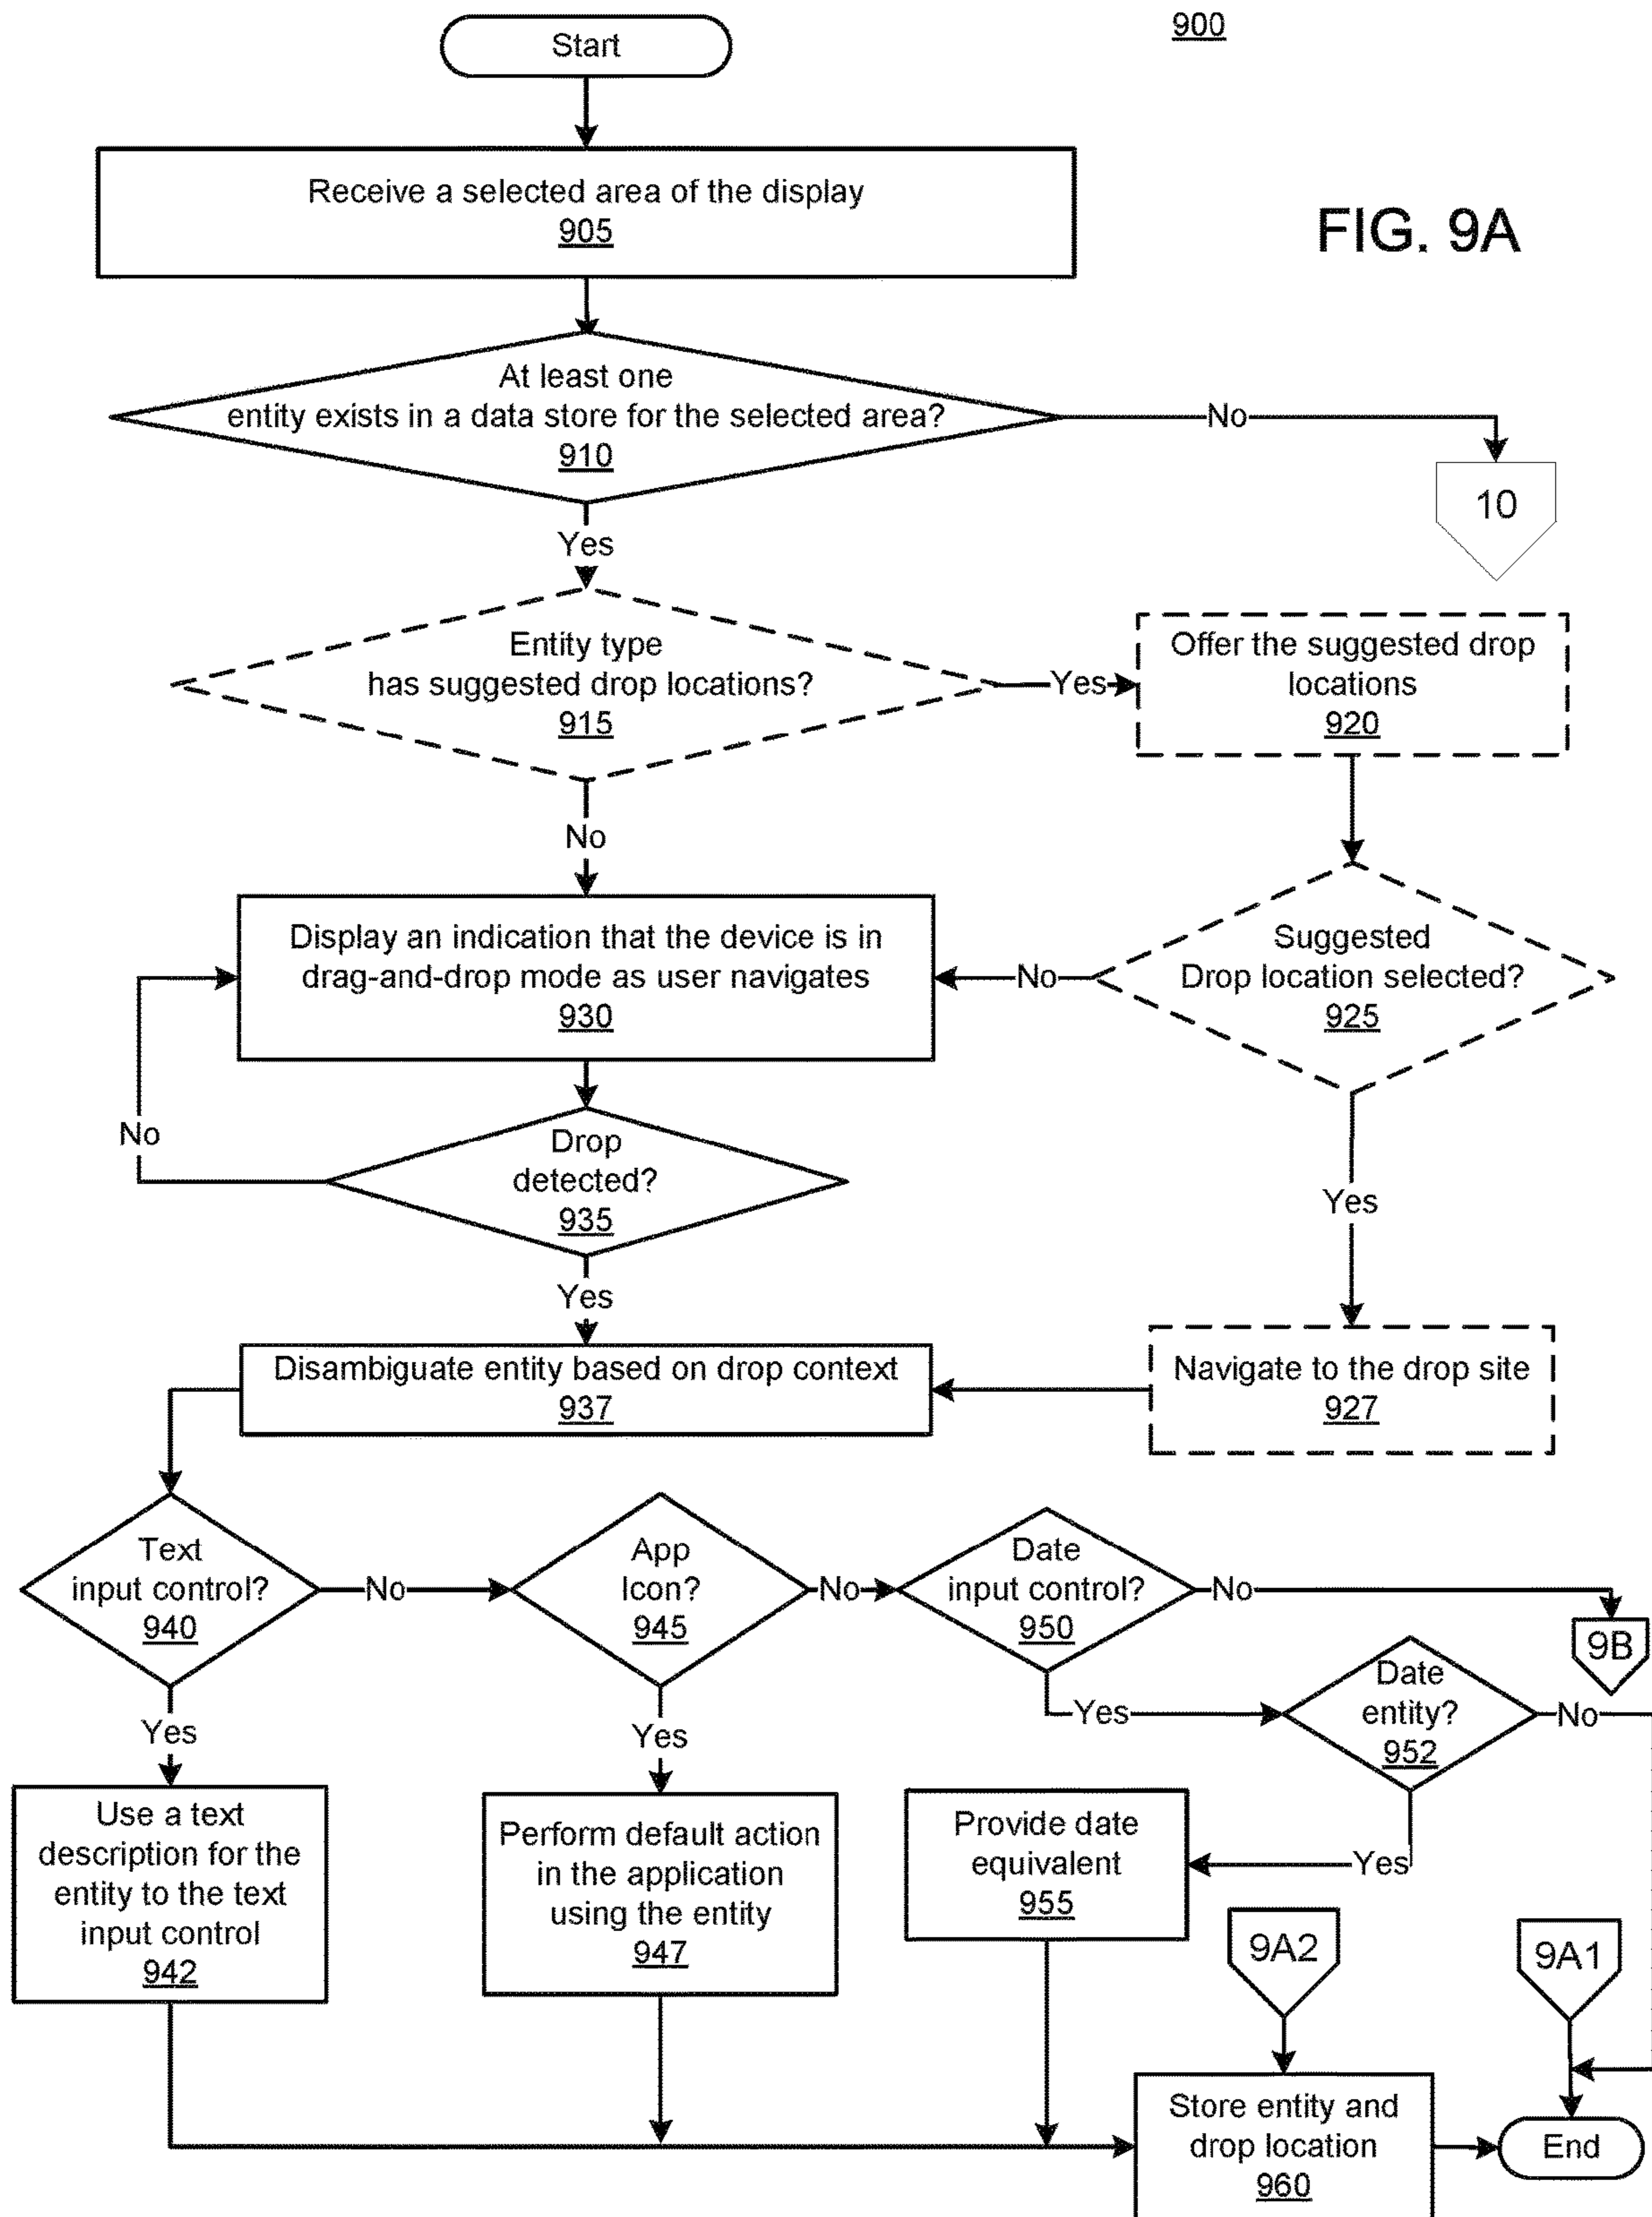 900
Start
Receive a selected area of the display
905
FIG. 9A
At least one
entity exists in a data store for the selected area?
910
No
10
Yes
Entity type
has suggested drop locations?
915
Yes
Offer the suggested drop
locations
920
No
Display an indication that the device is in
drag-and-drop mode as user navigates
930
No
Suggested
Drop location selected?
925
No
Drop
detected?
935
Yes
Yes
Disambiguate entity based on drop context
937
Navigate to the drop site
927
Text
input control?
940
No
App
Icon?
945
No
Date
input control?
950
No
9B
Yes
Yes
Yes
Date
entity?
952
No
Use a text
description for the
entity to the text
input control
942
Perform default action
in the application
using the entity
947
Provide date
equivalent
955
Yes
9A2
9A1
Store entity and
drop location
960
End